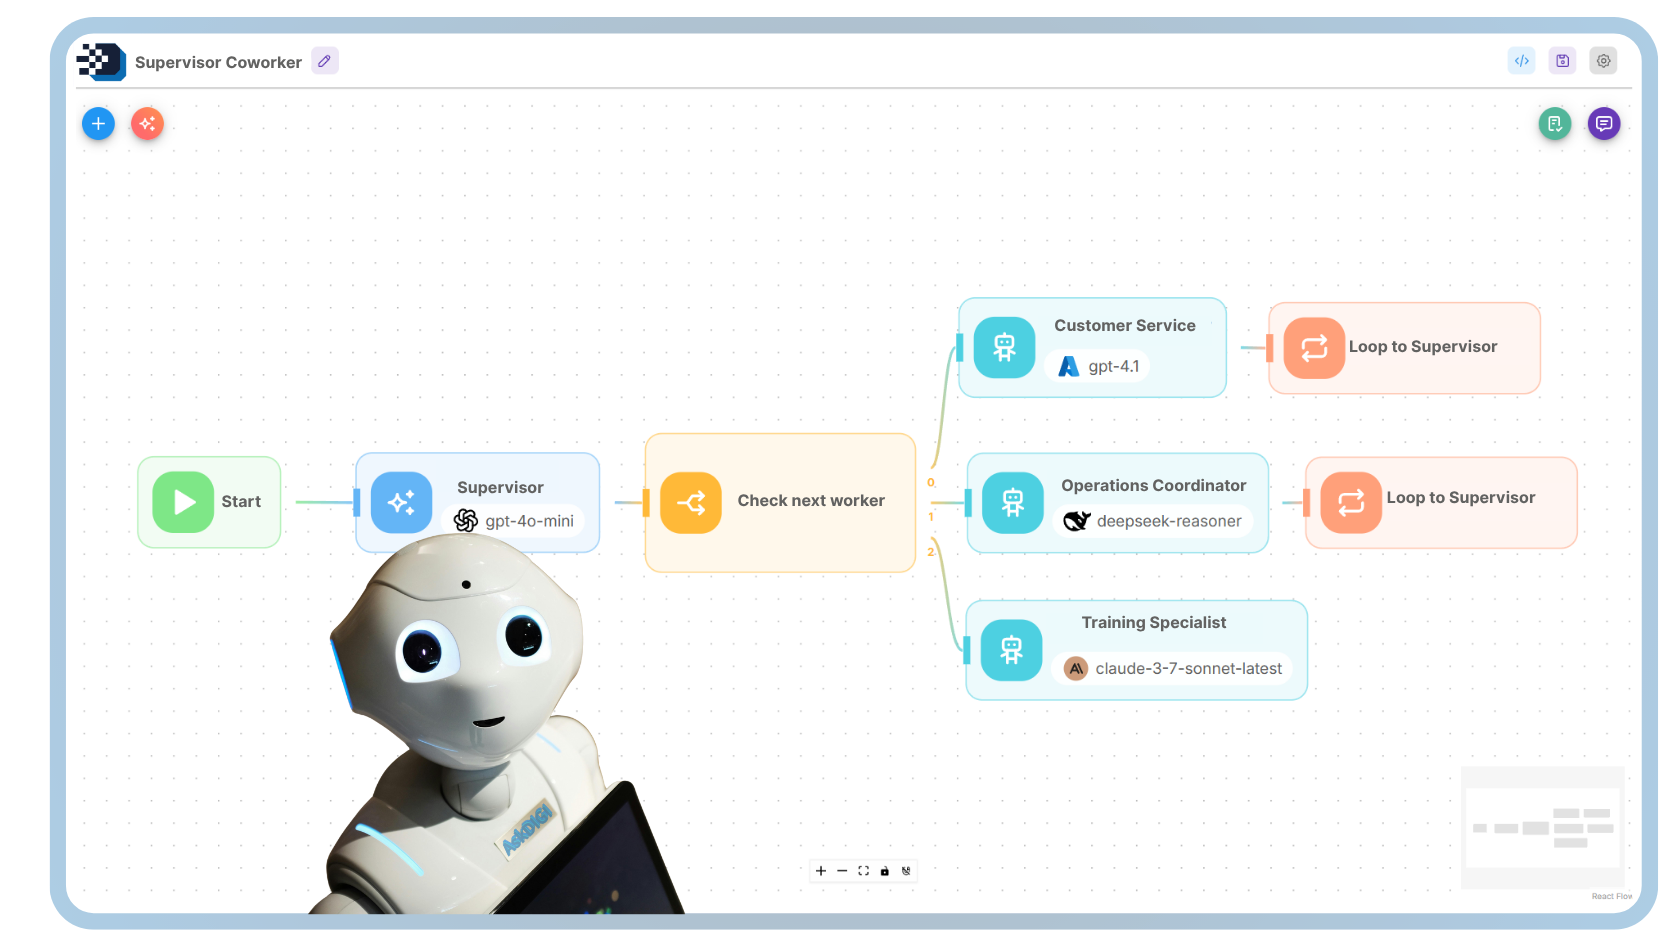 Supervisor Coworker
Customer Service
gpt-4.1
Loop to Supervisor
Start
Supervisor
gpt-4o-mini
Check next worker
0
1
2
Operations Coordinator
deepseek-reasoner
Loop to Supervisor
Training Specialist
claude-3-7-sonnet-latest
AskDiGi
React Flow